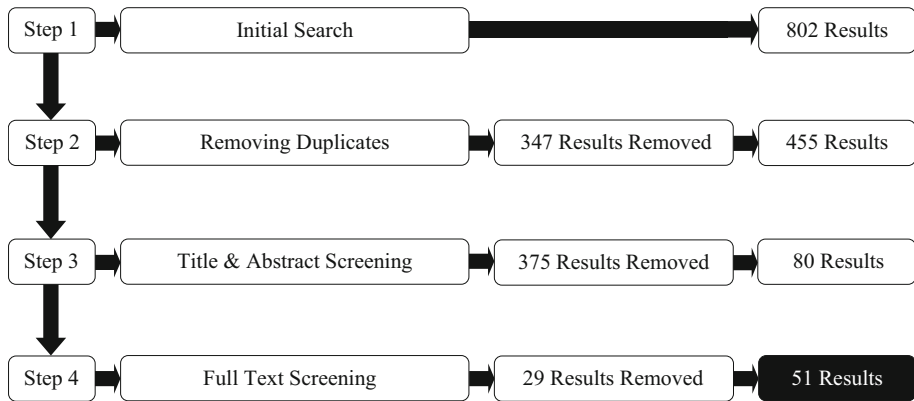 Step 1
Initial Search
802 Results
Step 2
Removing Duplicates
347 Results Removed
455 Results
Step 3
Title & Abstract Screening
375 Results Removed
80 Results
Step 4
Full Text Screening
29 Results Removed
51 Results